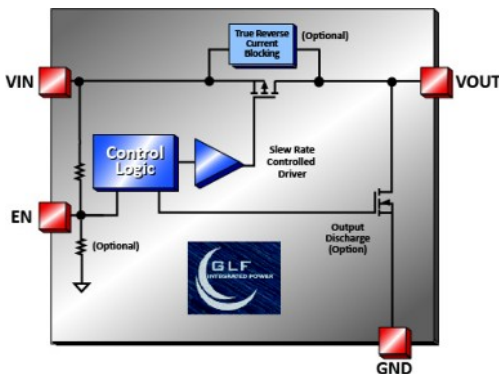 True Reverse
Current
Blocking
(Optional)
VIN
VOUT
Control
Logic
Slew Rate
Controlled
Driver
EN
(Optional)
Output
Discharge
(Option)
GLF
INTEGRATED POWER
GND